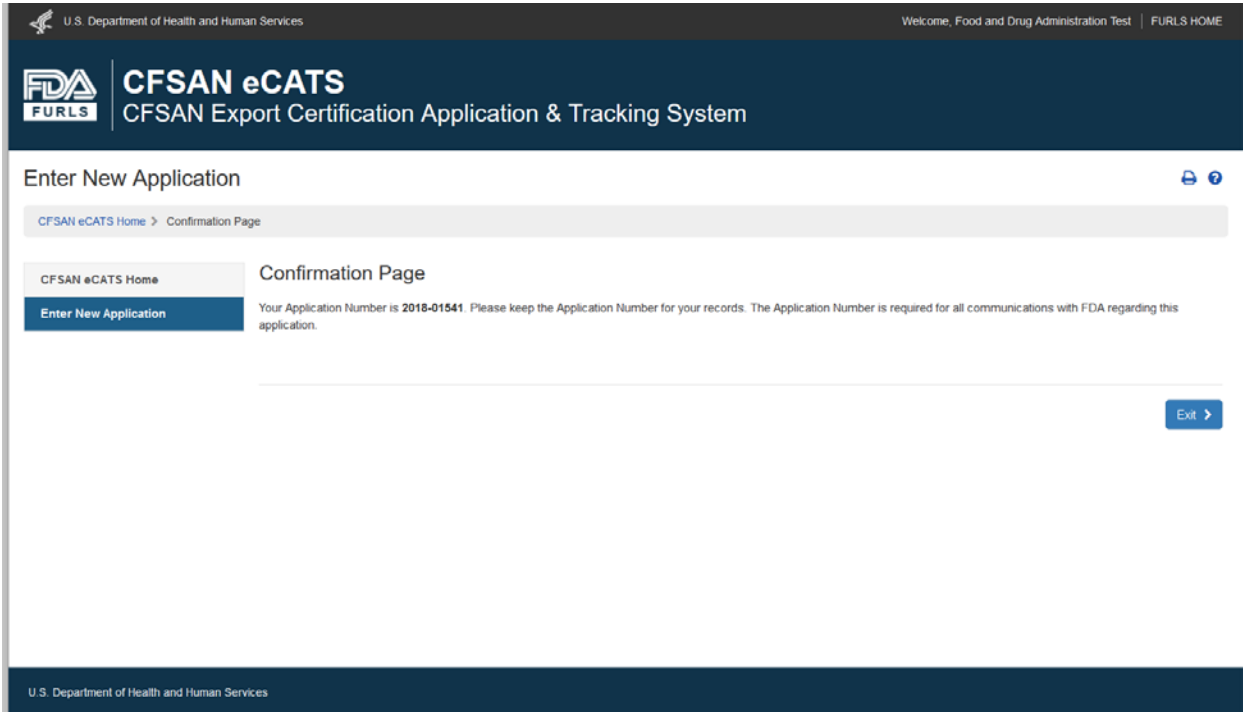 U.S. Department of Health and Human Services
Welcome, Food and Drug Administration Test | FURLS HOME
FDA
FURLS
CFSAN eCATS
CFSAN Export Certification Application & Tracking System
Enter New Application
CFSAN eCATS Home > Confirmation Page
CFSAN eCATS Home
Enter New Application
Confirmation Page
Your Application Number is 2018-01541. Please keep the Application Number for your records. The Application Number is required for all communications with FDA regarding this
application.
Exit >
U.S. Department of Health and Human Services